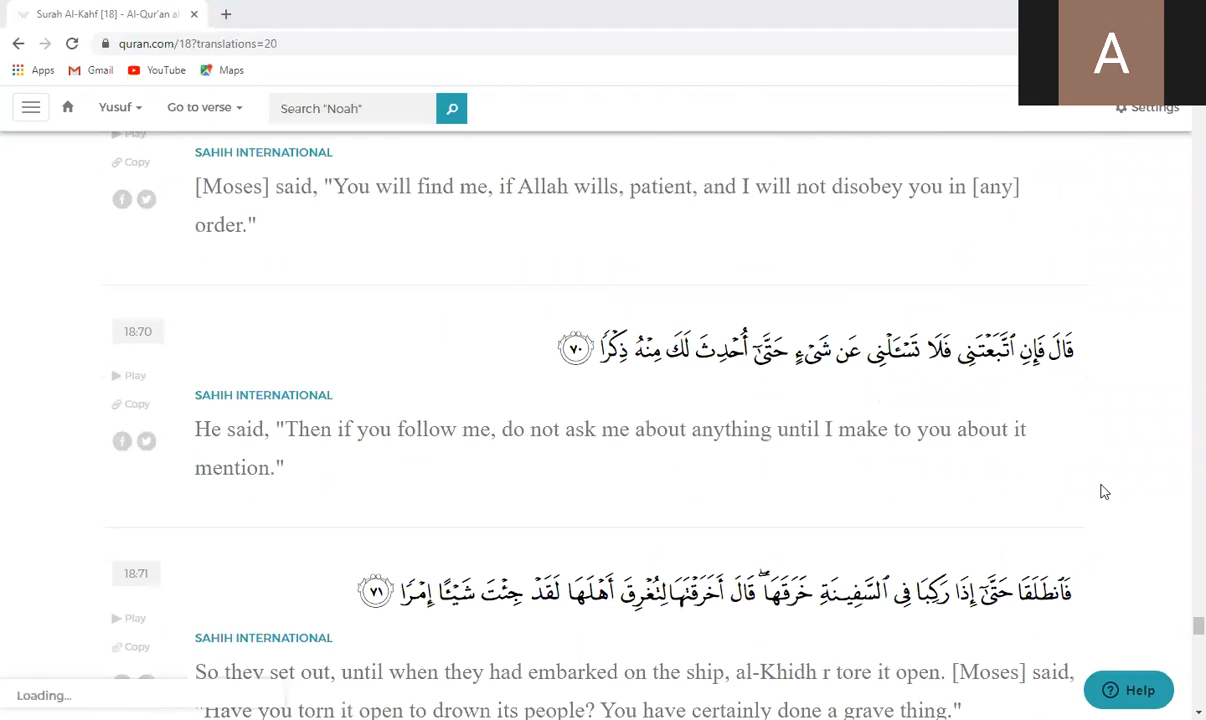 Surah Al-Kahf [18] - Al-Qur'an al
quran.com/18?translations=20
Apps Gmail YouTube Maps
A
Yusuf Go to verse Search "Noah" Settings
Play
SAHIH INTERNATIONAL
Copy
[Moses] said, "You will find me, if Allah wills, patient, and I will not disobey you in [any]
order."
18:70
قَالَ فَإِنِ ٱتَّبَعْتَنِى فَلَا تَسْـَٔلْنِى عَن شَىْءٍ حَتَّىٰٓ أُحْدِثَ لَكَ مِنْهُ ذِكْرًا ٧٠
Play
SAHIH INTERNATIONAL
Copy
He said, "Then if you follow me, do not ask me about anything until I make to you about it
mention."
18:71
فَٱنطَلَقَا حَتَّىٰٓ إِذَا رَكِبَا فِى ٱلسَّفِينَةِ خَرَقَهَا ۖ قَالَ أَخَرَقْتَهَا لِتُغْرِقَ أَهْلَهَا لَقَدْ جِئْتَ شَيْـًٔا إِمْرًا ٧١
Play
SAHIH INTERNATIONAL
Copy
So they set out, until when they had embarked on the ship, al-Khidh r tore it open. [Moses] said,
"Have you torn it open to drown its people? You have certainly done a grave thing."
Loading...
Help